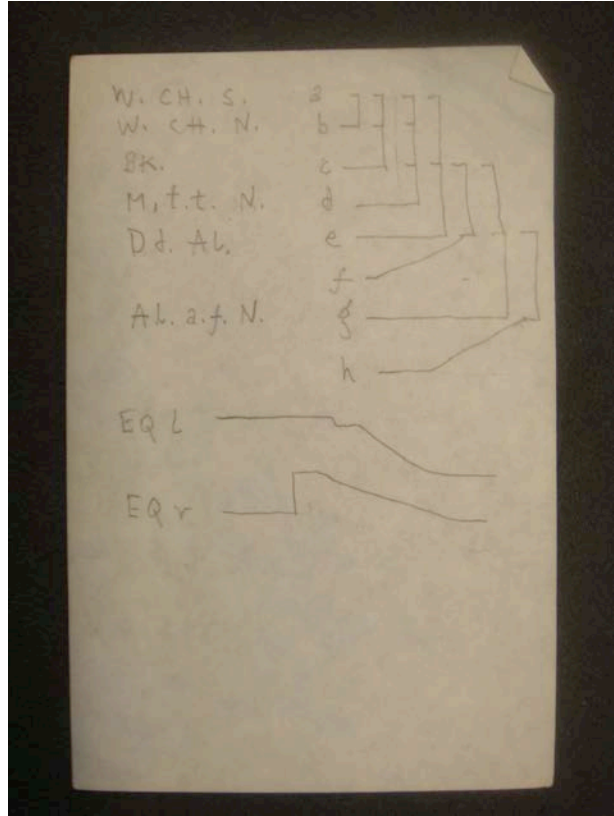 W. CH. S. a
W. CH. N. b
BK. c
M, f.t. N. d
Dd. AL. e
f
AL. a.f. N. g
h
EQ L
EQ r